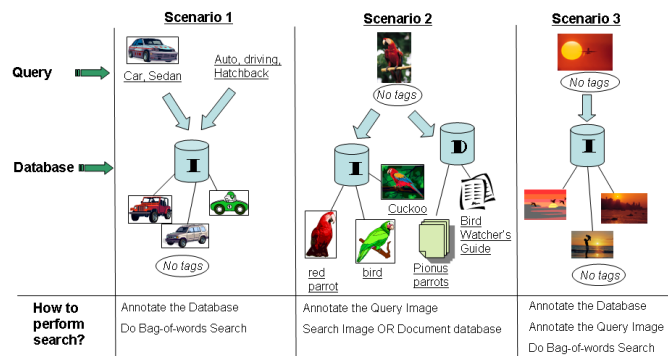 Scenario 1
Scenario 2
Scenario 3
Query
Car, Sedan
Auto, driving,
Hatchback
No tags
No tags
Database
I
I
D
I
Cuckoo
Bird
Watcher's
Guide
red
parrot
bird
Pionus
parrots
No tags
No tags
How to
perform
search?
Annotate the Database
Do Bag-of-words Search
Annotate the Query Image
Search Image OR Document database
Annotate the Database
Annotate the Query Image
Do Bag-of-words Search